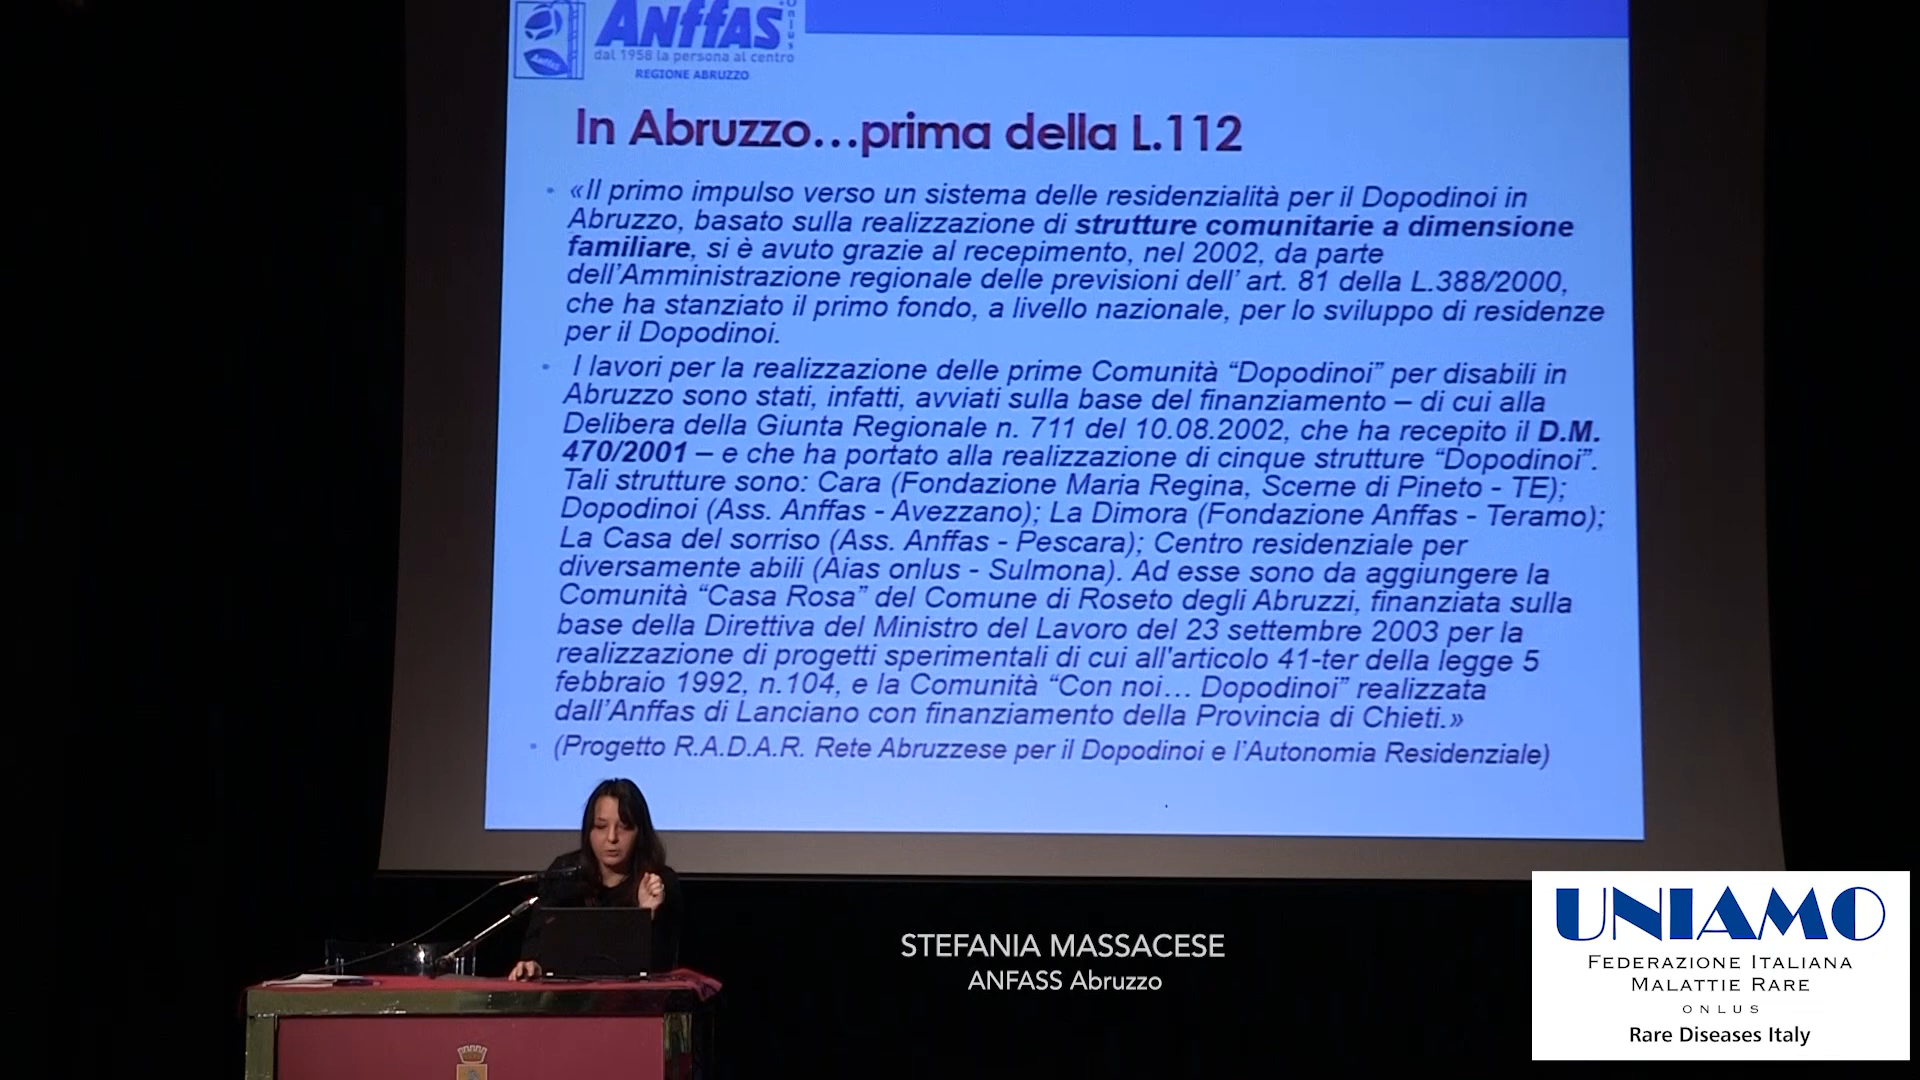 Anffas
Onlus
dal 1958 la persona al centro
REGIONE ABRUZZO
In Abruzzo…prima della L.112
• «Il primo impulso verso un sistema delle residenzialità per il Dopodinoi in
Abruzzo, basato sulla realizzazione di strutture comunitarie a dimensione
familiare, si è avuto grazie al recepimento, nel 2002, da parte
dell'Amministrazione regionale delle previsioni dell' art. 81 della L.388/2000,
che ha stanziato il primo fondo, a livello nazionale, per lo sviluppo di residenze
per il Dopodinoi.
• I lavori per la realizzazione delle prime Comunità “Dopodinoi” per disabili in
Abruzzo sono stati, infatti, avviati sulla base del finanziamento – di cui alla
Delibera della Giunta Regionale n. 711 del 10.08.2002, che ha recepito il D.M.
470/2001 – e che ha portato alla realizzazione di cinque strutture “Dopodinoi”.
Tali strutture sono: Cara (Fondazione Maria Regina, Scerne di Pineto - TE);
Dopodinoi (Ass. Anffas - Avezzano); La Dimora (Fondazione Anffas - Teramo);
La Casa del sorriso (Ass. Anffas - Pescara); Centro residenziale per
diversamente abili (Aias onlus - Sulmona). Ad esse sono da aggiungere la
Comunità “Casa Rosa” del Comune di Roseto degli Abruzzi, finanziata sulla
base della Direttiva del Ministro del Lavoro del 23 settembre 2003 per la
realizzazione di progetti sperimentali di cui all'articolo 41-ter della legge 5
febbraio 1992, n.104, e la Comunità “Con noi… Dopodinoi” realizzata
dall'Anffas di Lanciano con finanziamento della Provincia di Chieti.»
• (Progetto R.A.D.A.R. Rete Abruzzese per il Dopodinoi e l'Autonomia Residenziale)
STEFANIA MASSACESE
ANFASS Abruzzo
UNIAMO
FEDERAZIONE ITALIANA
MALATTIE RARE
ONLUS
Rare Diseases Italy